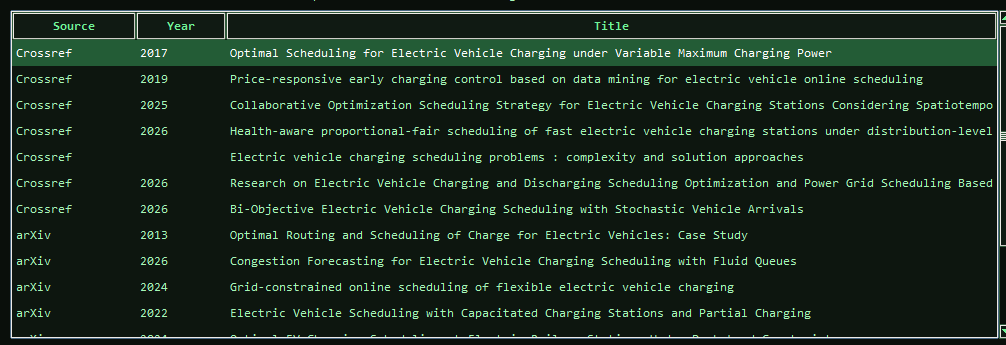 Source Year Title
Crossref 2017 Optimal Scheduling for Electric Vehicle Charging under Variable Maximum Charging Power
Crossref 2019 Price-responsive early charging control based on data mining for electric vehicle online scheduling
Crossref 2025 Collaborative Optimization Scheduling Strategy for Electric Vehicle Charging Stations Considering Spatiotempo
Crossref 2026 Health-aware proportional-fair scheduling of fast electric vehicle charging stations under distribution-level
Crossref Electric vehicle charging scheduling problems : complexity and solution approaches
Crossref 2026 Research on Electric Vehicle Charging and Discharging Scheduling Optimization and Power Grid Scheduling Based
Crossref 2026 Bi-Objective Electric Vehicle Charging Scheduling with Stochastic Vehicle Arrivals
arXiv 2013 Optimal Routing and Scheduling of Charge for Electric Vehicles: Case Study
arXiv 2026 Congestion Forecasting for Electric Vehicle Charging Scheduling with Fluid Queues
arXiv 2024 Grid-constrained online scheduling of flexible electric vehicle charging
arXiv 2022 Electric Vehicle Scheduling with Capacitated Charging Stations and Partial Charging